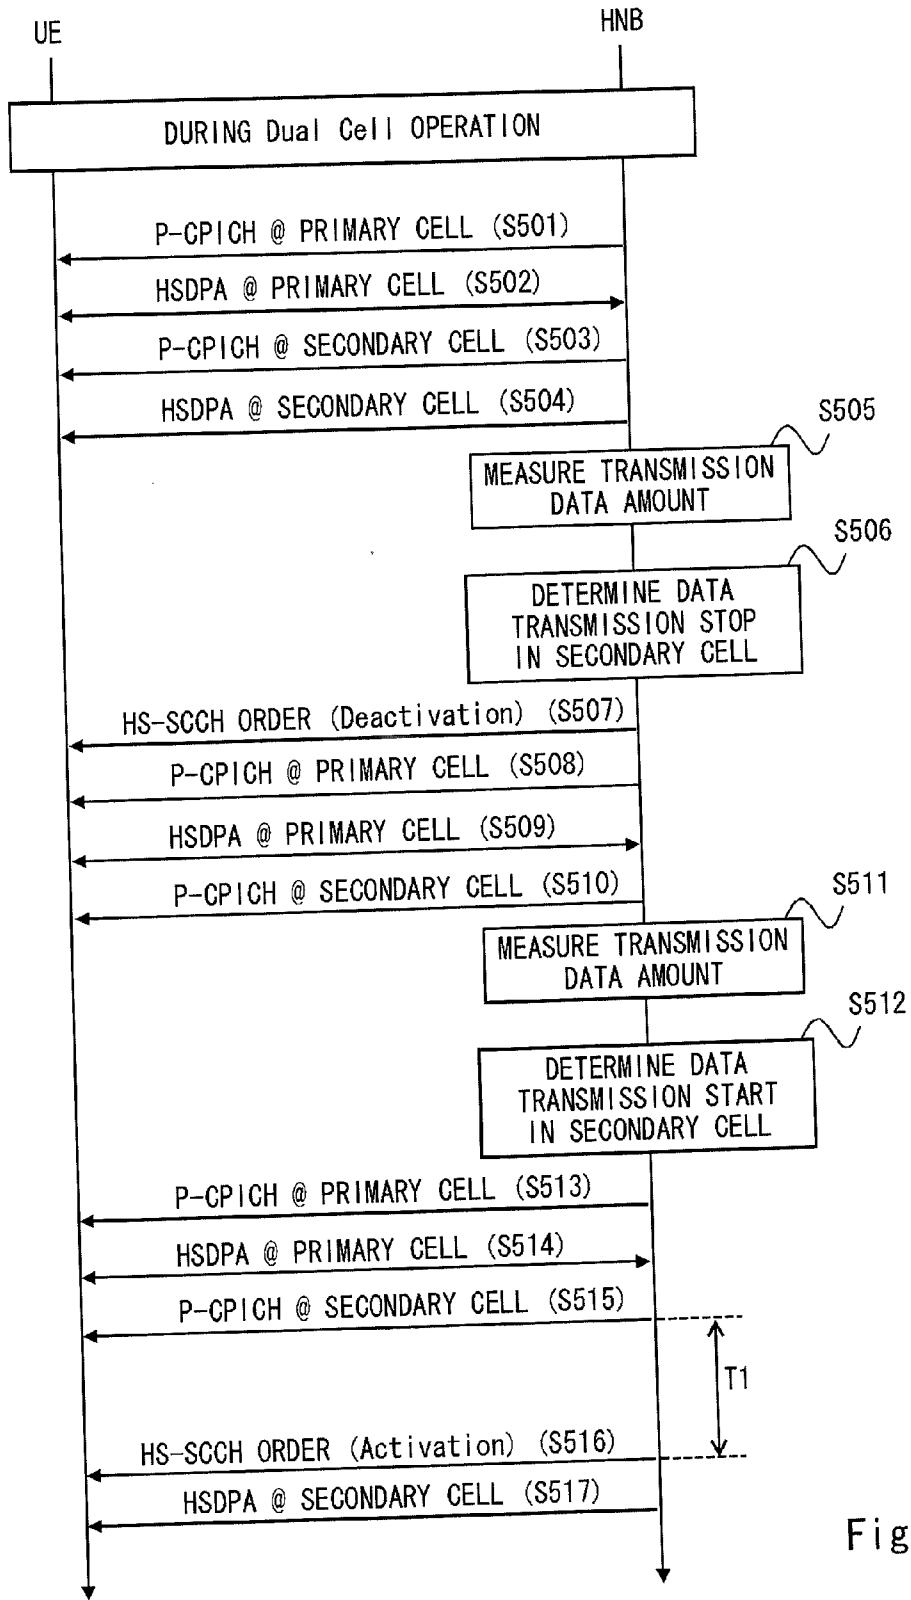 UE
HNB
DURING Dual Cell OPERATION
P-CPICH @ PRIMARY CELL (S501)
HSDPA @ PRIMARY CELL (S502)
P-CPICH @ SECONDARY CELL (S503)
HSDPA @ SECONDARY CELL (S504)
S505
MEASURE TRANSMISSION
DATA AMOUNT
S506
DETERMINE DATA
TRANSMISSION STOP
IN SECONDARY CELL
HS-SCCH ORDER (Deactivation) (S507)
P-CPICH @ PRIMARY CELL (S508)
HSDPA @ PRIMARY CELL (S509)
P-CPICH @ SECONDARY CELL (S510)
S511
MEASURE TRANSMISSION
DATA AMOUNT
S512
DETERMINE DATA
TRANSMISSION START
IN SECONDARY CELL
P-CPICH @ PRIMARY CELL (S513)
HSDPA @ PRIMARY CELL (S514)
P-CPICH @ SECONDARY CELL (S515)
T1
HS-SCCH ORDER (Activation) (S516)
HSDPA @ SECONDARY CELL (S517)
Fig